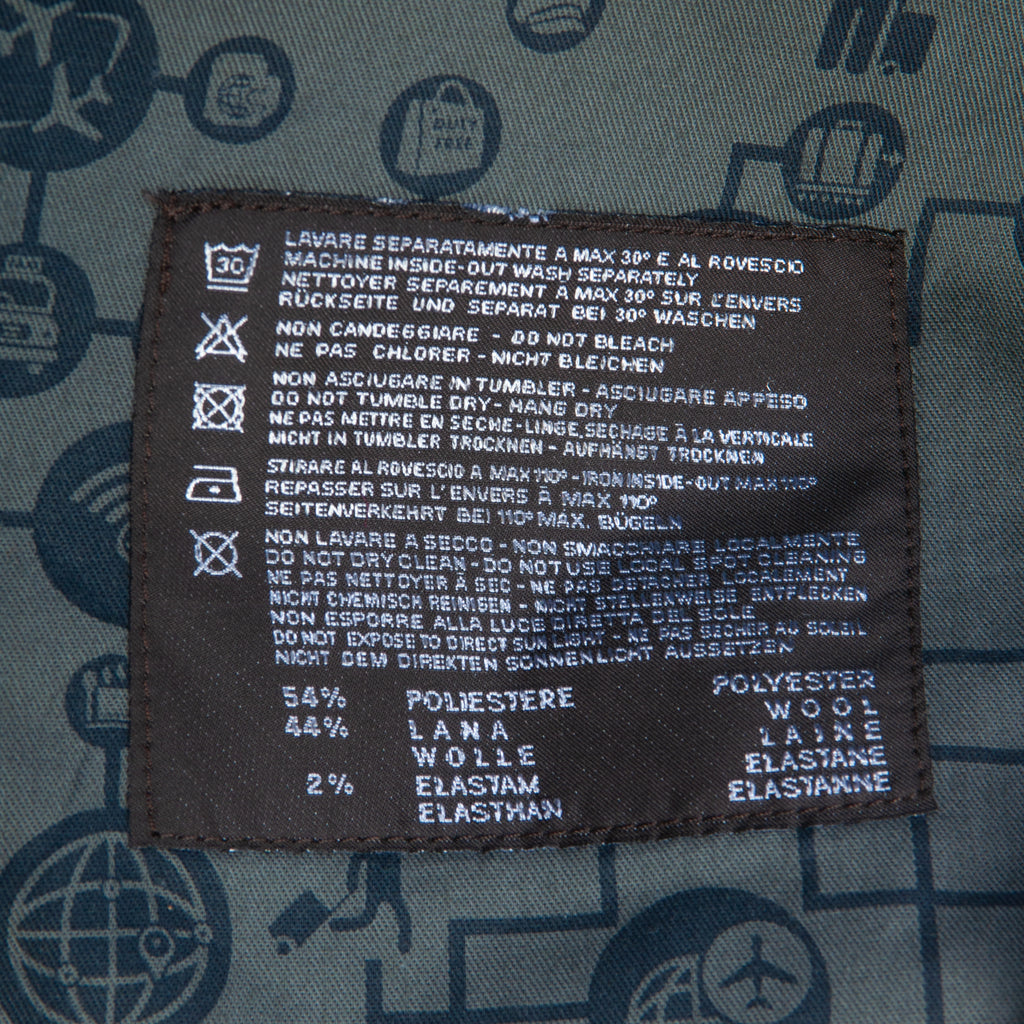 DUTY
FREE
30
LAVARE SEPARATAMENTE A MAX 30° E AL ROVESCIO
MACHINE INSIDE-OUT WASH SEPARATELY
NETTOYER SEPAREMENT A MAX 30° SUR L'ENVERS
RÜCKSEITE UND SEPARAT BEI 30° WASCHEN
NON CANDEGGIARE - DO NOT BLEACH
NE PAS CHLORER - NICHT BLEICHEN
NON ASCIUGARE IN TUMBLER - ASCIUGARE APPESO
DO NOT TUMBLE DRY - HANG DRY
NE PAS METTRE EN SECHE-LINGE, SECHAGE À LA VERTICALE
NICHT IN TUMBLER TROCKNEN - AUFHÄNGT TROCKNEN
STIRARE AL ROVESCIO A MAX 110° - IRON INSIDE-OUT MAX 110°
REPASSER SUR L'ENVERS À MAX 110°
SEITENVERKEHRT BEI 110° MAX. BÜGELN
NON LAVARE A SECCO - NON SMACCHIARE LOCALMENTE
DO NOT DRY CLEAN - DO NOT USE LOCAL SPOT CLEANING
NE PAS NETTOYER À SEC - NE PAS DETACHER LOCALEMENT
NICHT CHEMISCH REINIGEN - NICHT STELLENWEISE ENTFLECKEN
NON ESPORRE ALLA LUCE DIRETTA DEL SOLE
DO NOT EXPOSE TO DIRECT SUN LIGHT - NE PAS SECHER AU SOLEIL
NICHT DEM DIREKTEN SONNENLICHT AUSSETZEN
54% POLIESTERE POLYESTER
44% LANA WOOL
WOLLE LAINE
2% ELASTAM ELASTANE
ELASTHAN ELASTANNE